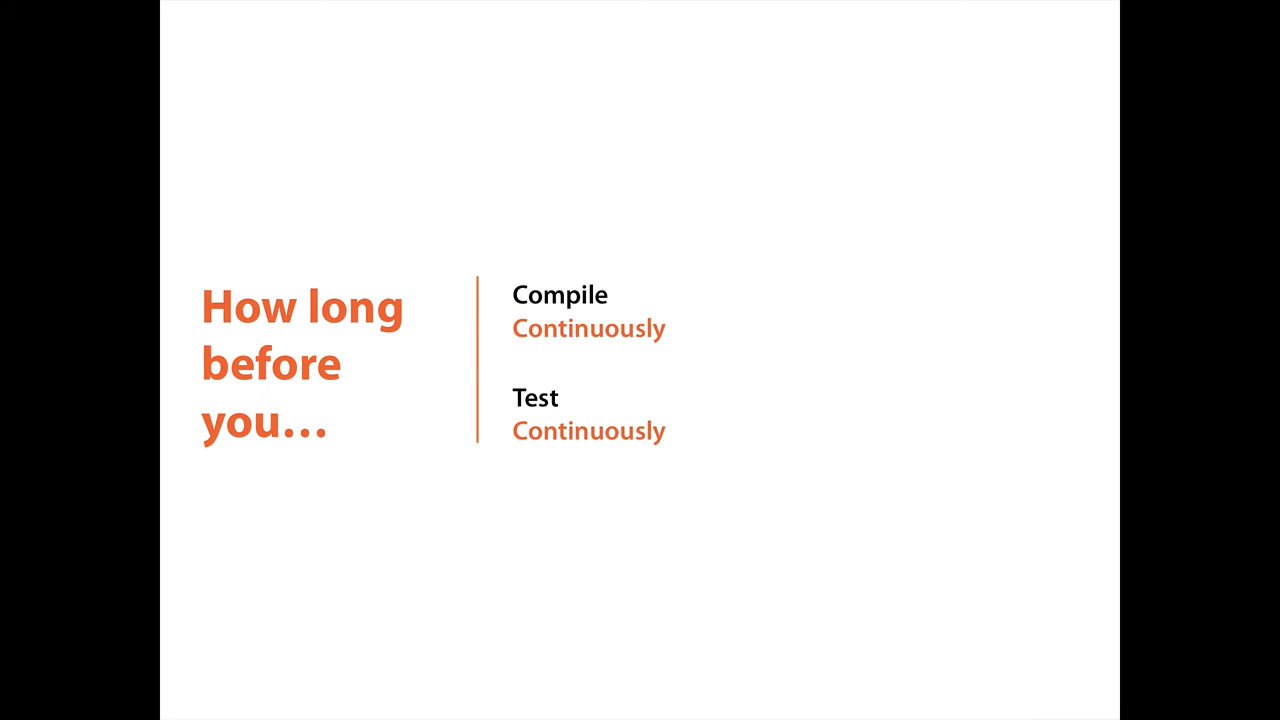 How long
before
you…
Compile
Continuously
Test
Continuously